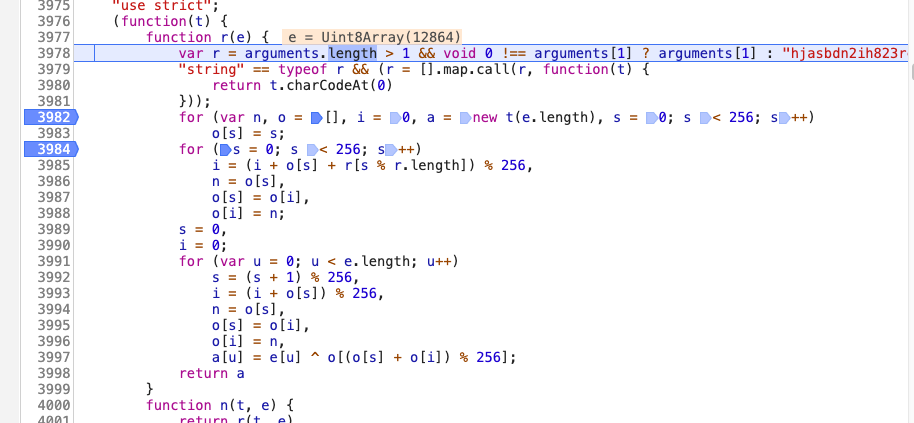 3975 "use strict";
3976 (function(t) {
3977 function r(e) { e = Uint8Array(12864)
3978 var r = arguments.length > 1 && void 0 !== arguments[1] ? arguments[1] : "hjasbdn2ih823r
3979 "string" == typeof r && (r = [].map.call(r, function(t) {
3980 return t.charCodeAt(0)
3981 }));
3982 for (var n, o = [], i = 0, a = new t(e.length), s = 0; s < 256; s++)
3983 o[s] = s;
3984 for (s = 0; s < 256; s++)
3985 i = (i + o[s] + r[s % r.length]) % 256,
3986 n = o[s],
3987 o[s] = o[i],
3988 o[i] = n;
3989 s = 0,
3990 i = 0;
3991 for (var u = 0; u < e.length; u++)
3992 s = (s + 1) % 256,
3993 i = (i + o[s]) % 256,
3994 n = o[s],
3995 o[s] = o[i],
3996 o[i] = n,
3997 a[u] = e[u] ^ o[(o[s] + o[i]) % 256];
3998 return a
3999 }
4000 function n(t, e) {
4001 return r(t, e)